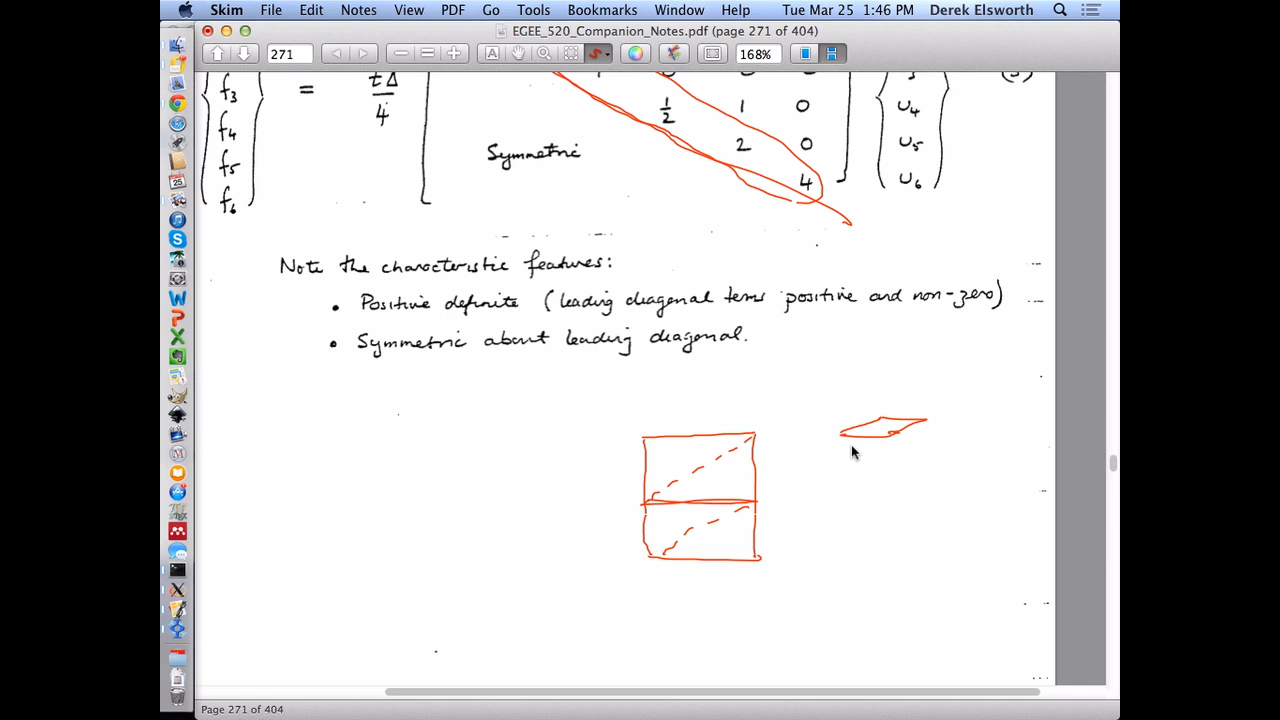 Skim File Edit Notes View PDF Go Tools Bookmarks Window Help Tue Mar 25 1:46 PM Derek Elsworth
EGEE_520_Companion_Notes.pdf (page 271 of 404)
271 168%
f3 = tΔ/4
f4 1/2 1 0 u4
f5 Symmetric 2 0 u5
f6 4 u6
Note the characteristic features:
• Positive definite (leading diagonal terms positive and non-zero)
• Symmetric about leading diagonal.
Page 271 of 404